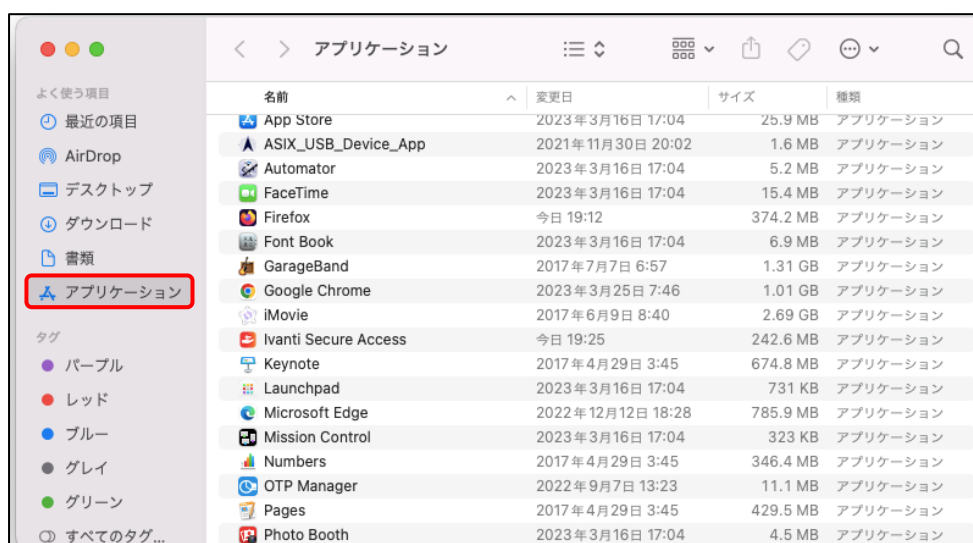 アプリケーション
よく使う項目
最近の項目
AirDrop
デスクトップ
ダウンロード
書類
アプリケーション
タグ
パープル
レッド
ブルー
グレイ
グリーン
すべてのタグ...
名前 変更日 サイズ 種類
App Store 2023年3月16日 17:04 25.9 MB アプリケーション
ASIX_USB_Device_App 2021年11月30日 20:02 1.6 MB アプリケーション
Automator 2023年3月16日 17:04 5.2 MB アプリケーション
FaceTime 2023年3月16日 17:04 15.4 MB アプリケーション
Firefox 今日 19:12 374.2 MB アプリケーション
Font Book 2023年3月16日 17:04 6.9 MB アプリケーション
GarageBand 2017年7月7日 6:57 1.31 GB アプリケーション
Google Chrome 2023年3月25日 7:46 1.01 GB アプリケーション
iMovie 2017年6月9日 8:40 2.69 GB アプリケーション
Ivanti Secure Access 今日 19:25 242.6 MB アプリケーション
Keynote 2017年4月29日 3:45 674.8 MB アプリケーション
Launchpad 2023年3月16日 17:04 731 KB アプリケーション
Microsoft Edge 2022年12月12日 18:28 785.9 MB アプリケーション
Mission Control 2023年3月16日 17:04 323 KB アプリケーション
Numbers 2017年4月29日 3:45 346.4 MB アプリケーション
OTP Manager 2022年9月7日 13:23 11.1 MB アプリケーション
Pages 2017年4月29日 3:45 429.5 MB アプリケーション
Photo Booth 2023年3月16日 17:04 4.5 MB アプリケーション